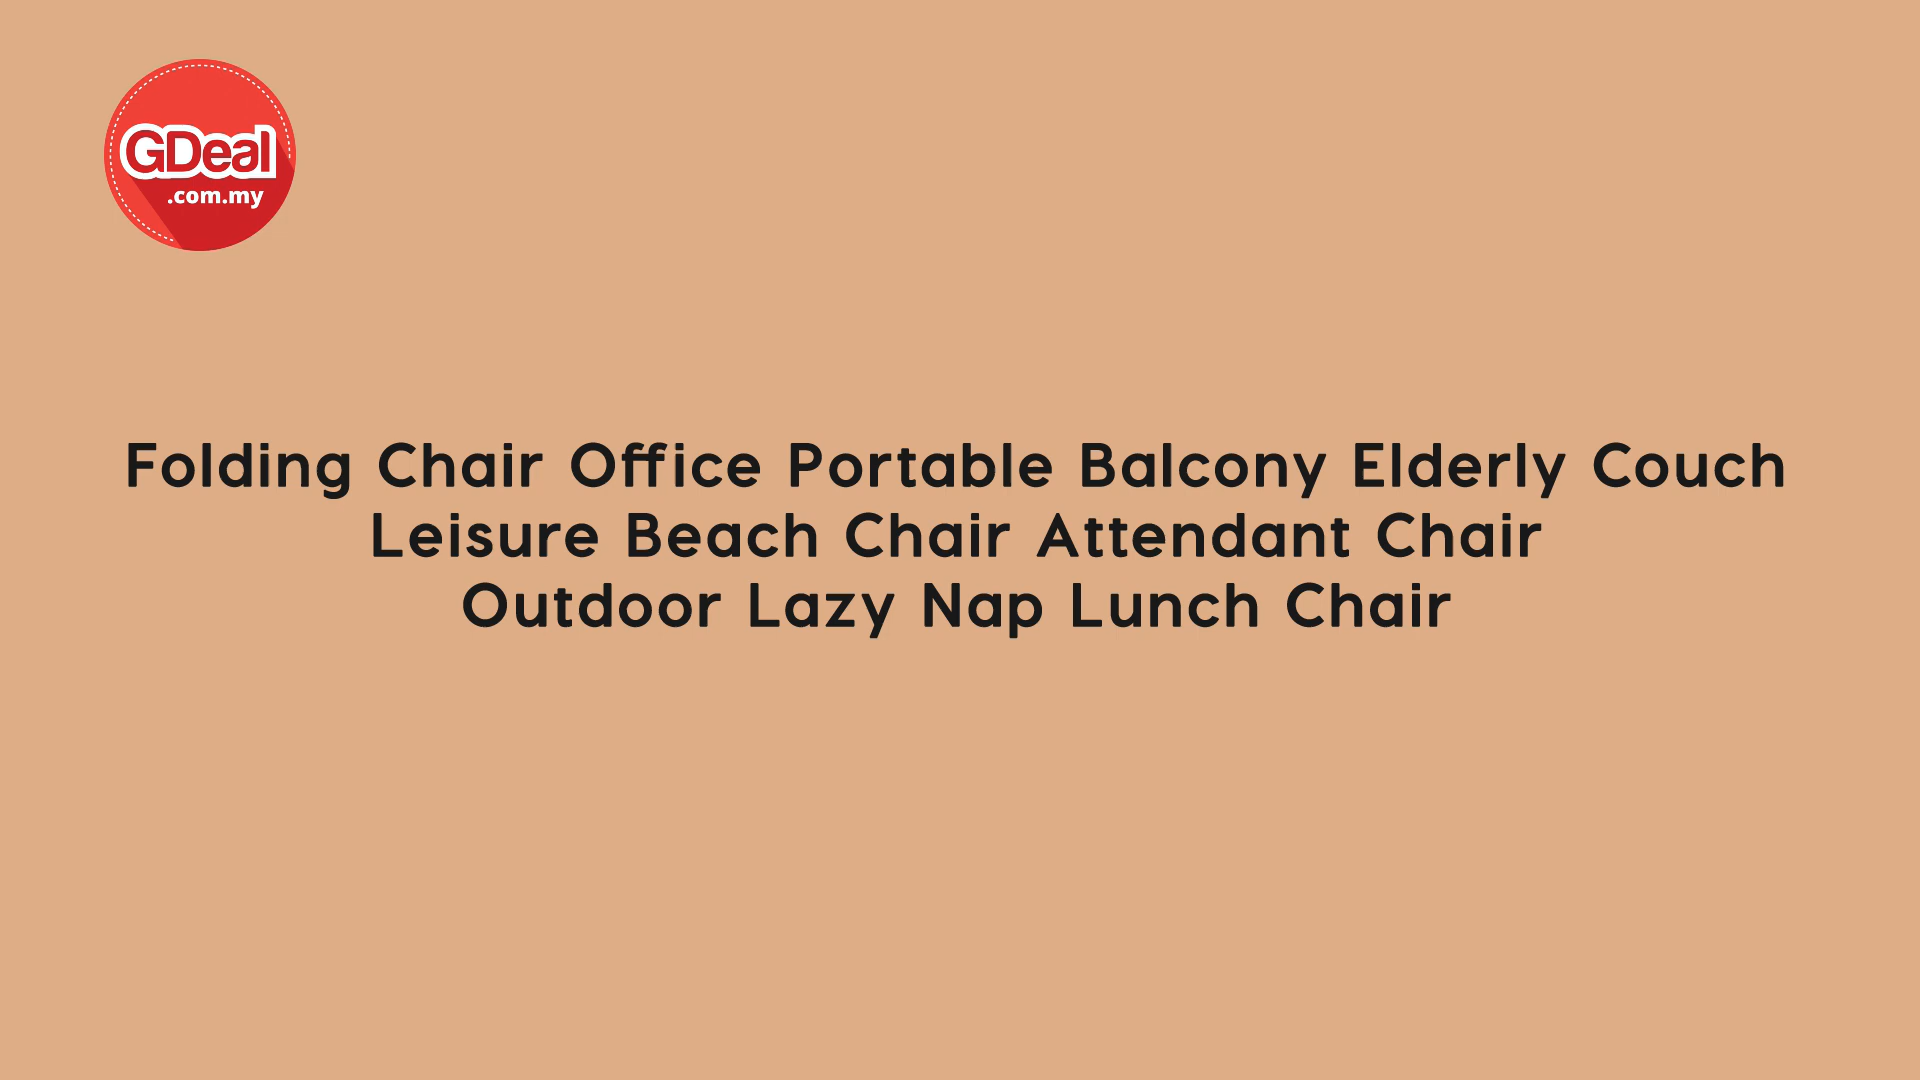 GDeal
.com.my
Folding Chair Office Portable Balcony Elderly Couch
Leisure Beach Chair Attendant Chair
Outdoor Lazy Nap Lunch Chair